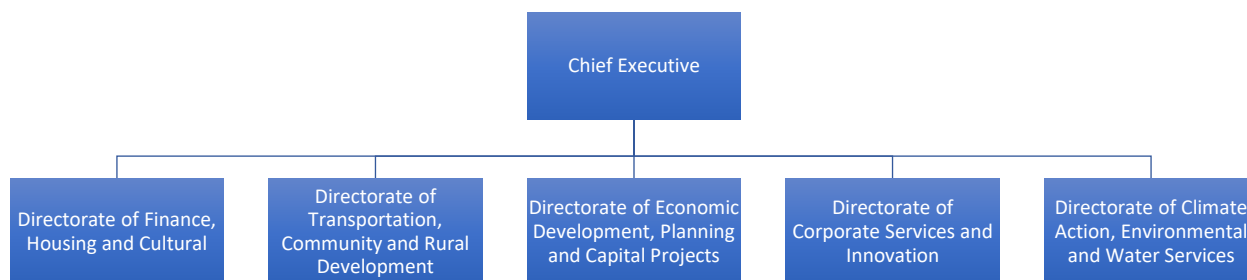 Chief Executive
Directorate of Finance,
Housing and Cultural
Directorate of
Transportation,
Community and Rural
Development
Directorate of Economic
Development, Planning
and Capital Projects
Directorate of
Corporate Services and
Innovation
Directorate of Climate
Action, Environmental
and Water Services